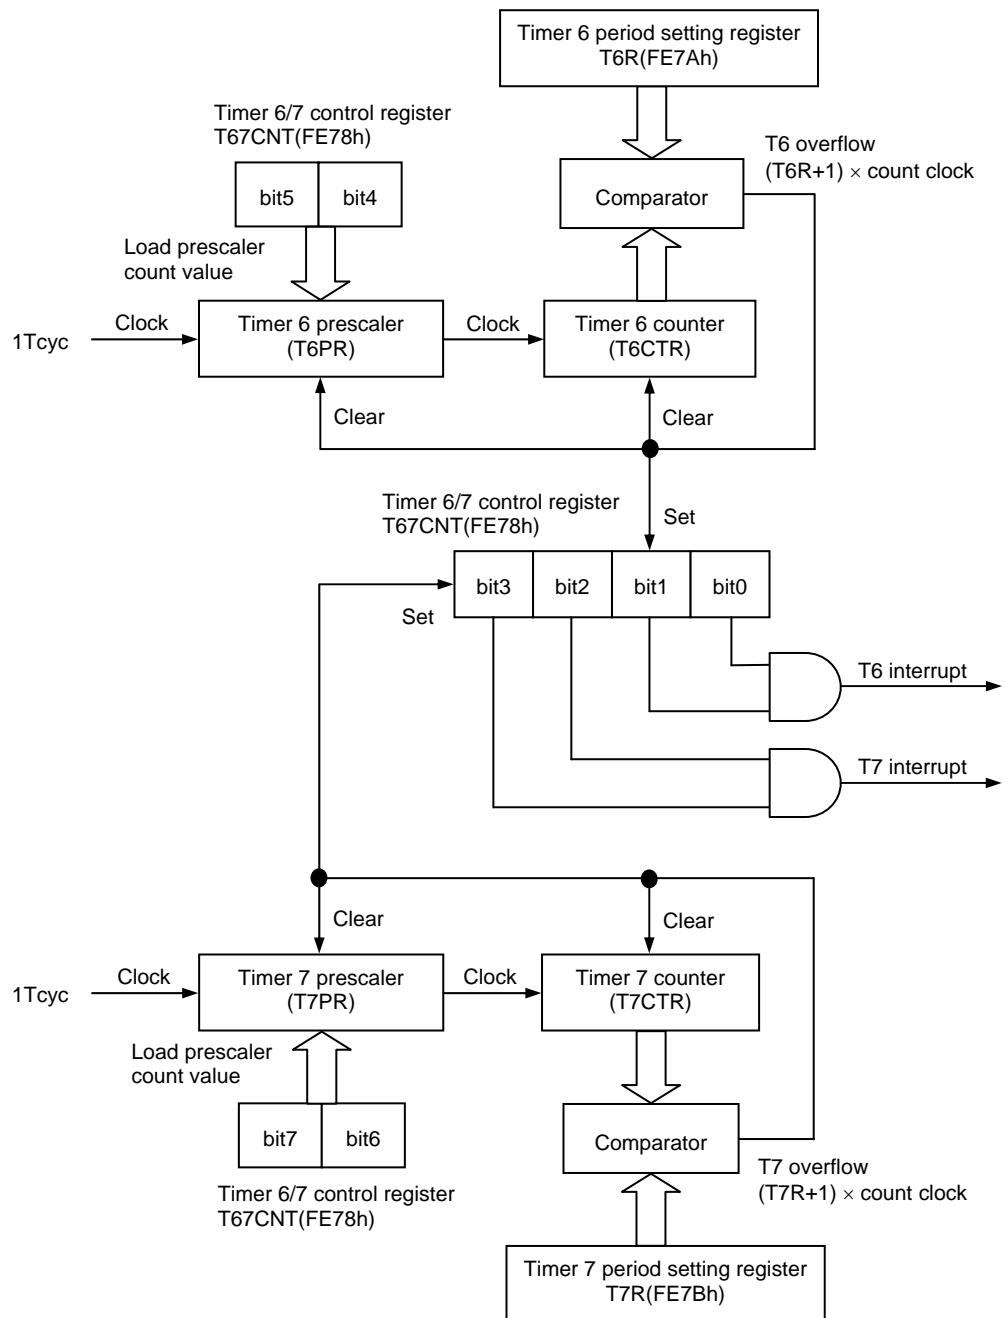 Timer 6 period setting register
T6R(FE7Ah)
Timer 6/7 control register
T67CNT(FE78h)
T6 overflow
(T6R+1) × count clock
bit5
bit4
Comparator
Load prescaler
count value
1Tcyc
Clock
Timer 6 prescaler
(T6PR)
Clock
Timer 6 counter
(T6CTR)
Clear
Clear
Timer 6/7 control register
T67CNT(FE78h)
Set
bit3
bit2
bit1
bit0
Set
T6 interrupt
T7 interrupt
Clear
Clear
1Tcyc
Clock
Timer 7 prescaler
(T7PR)
Clock
Timer 7 counter
(T7CTR)
Load prescaler
count value
bit7
bit6
Comparator
T7 overflow
(T7R+1) × count clock
Timer 6/7 control register
T67CNT(FE78h)
Timer 7 period setting register
T7R(FE7Bh)